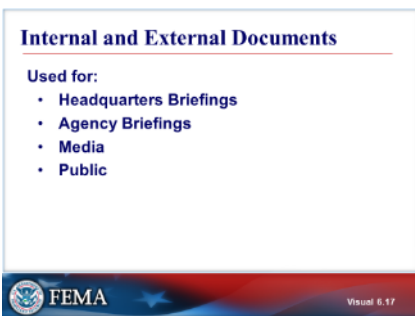 Internal and External Documents
Used for:
• Headquarters Briefings
• Agency Briefings
• Media
• Public
FEMA
Visual 6.17